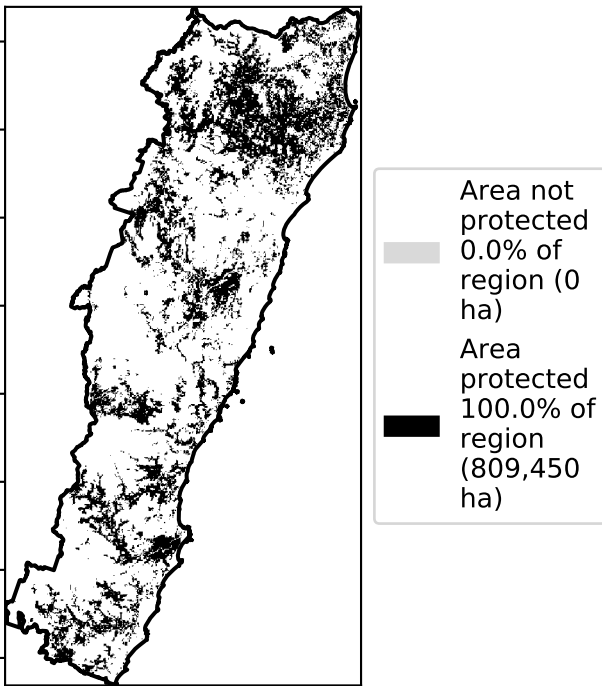 Area not
protected
0.0% of
region (0
ha)
Area
protected
100.0% of
region
(809,450
ha)